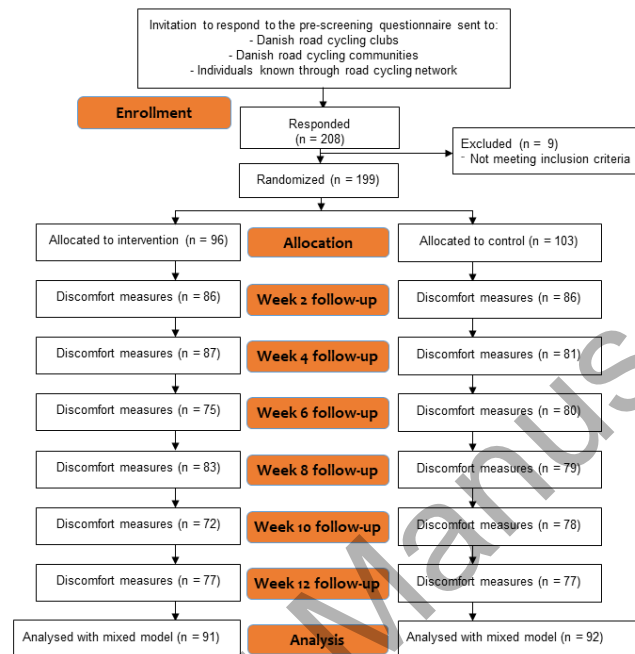 Invitation to respond to the pre-screening questionnaire sent to:
- Danish road cycling clubs
- Danish road cycling communities
- Individuals known through road cycling network
Enrollment
Responded
(n = 208)
Excluded (n = 9)
- Not meeting inclusion criteria
Randomized (n = 199)
Allocated to intervention (n = 96)
Allocation
Allocated to control (n = 103)
Discomfort measures (n = 86)
Week 2 follow-up
Discomfort measures (n = 86)
Discomfort measures (n = 87)
Week 4 follow-up
Discomfort measures (n = 81)
Discomfort measures (n = 75)
Week 6 follow-up
Discomfort measures (n = 80)
Discomfort measures (n = 83)
Week 8 follow-up
Discomfort measures (n = 79)
Discomfort measures (n = 72)
Week 10 follow-up
Discomfort measures (n = 78)
Discomfort measures (n = 77)
Week 12 follow-up
Discomfort measures (n = 77)
Analysed with mixed model (n = 91)
Analysis
Analysed with mixed model (n = 92)
Manus